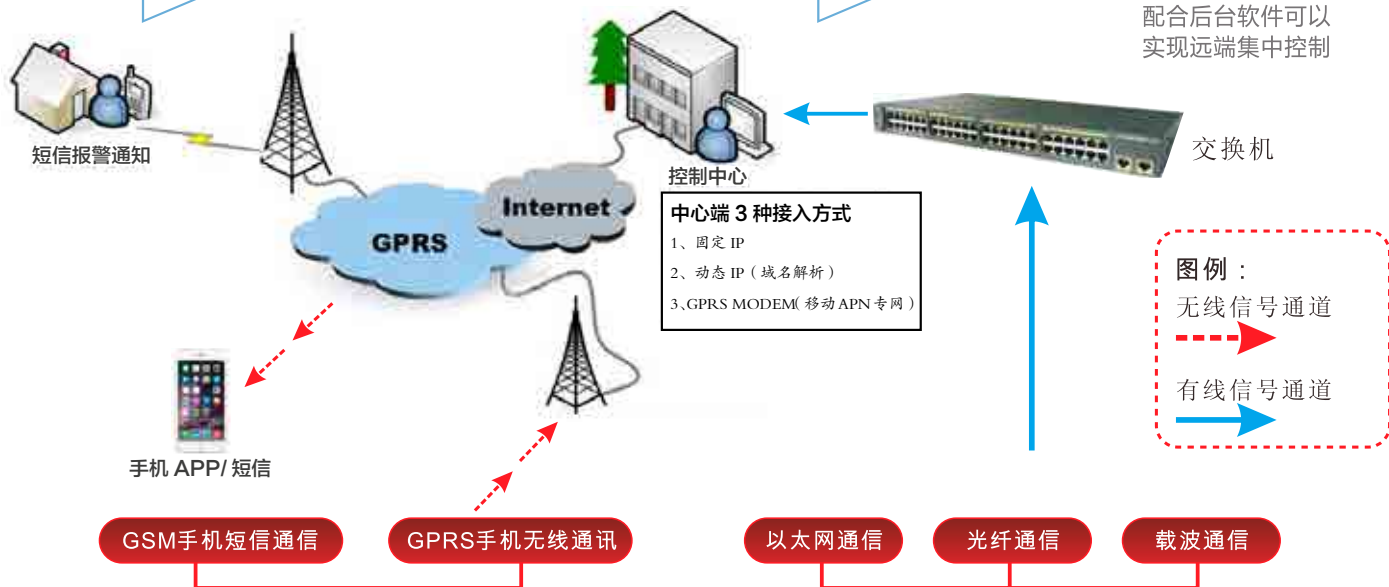 配合后台软件可以
实现远端集中控制
短信报警通知
控制中心
交换机
Internet
GPRS
中心端 3 种接入方式
1、固定 IP
2、动态 IP（域名解析）
3、GPRS MODEM（移动 APN 专网）
图例：
无线信号通道
有线信号通道
手机 APP/ 短信
GSM手机短信通信
GPRS手机无线通讯
以太网通信
光纤通信
载波通信